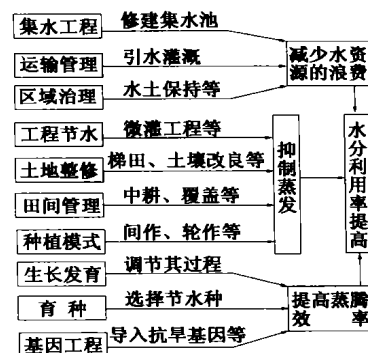 集水工程
修建集水池
运输管理
引水灌溉
区域治理
水土保持等
减少水资
源的浪费
工程节水
微灌工程等
土地整修
梯田、土壤改良等
田间管理
中耕、覆盖等
种植模式
间作、轮作等
抑制蒸发
水分利用率提高
生长发育
调节其过程
育种
选择节水种
基因工程
导入抗旱基因等
提高蒸腾
效率